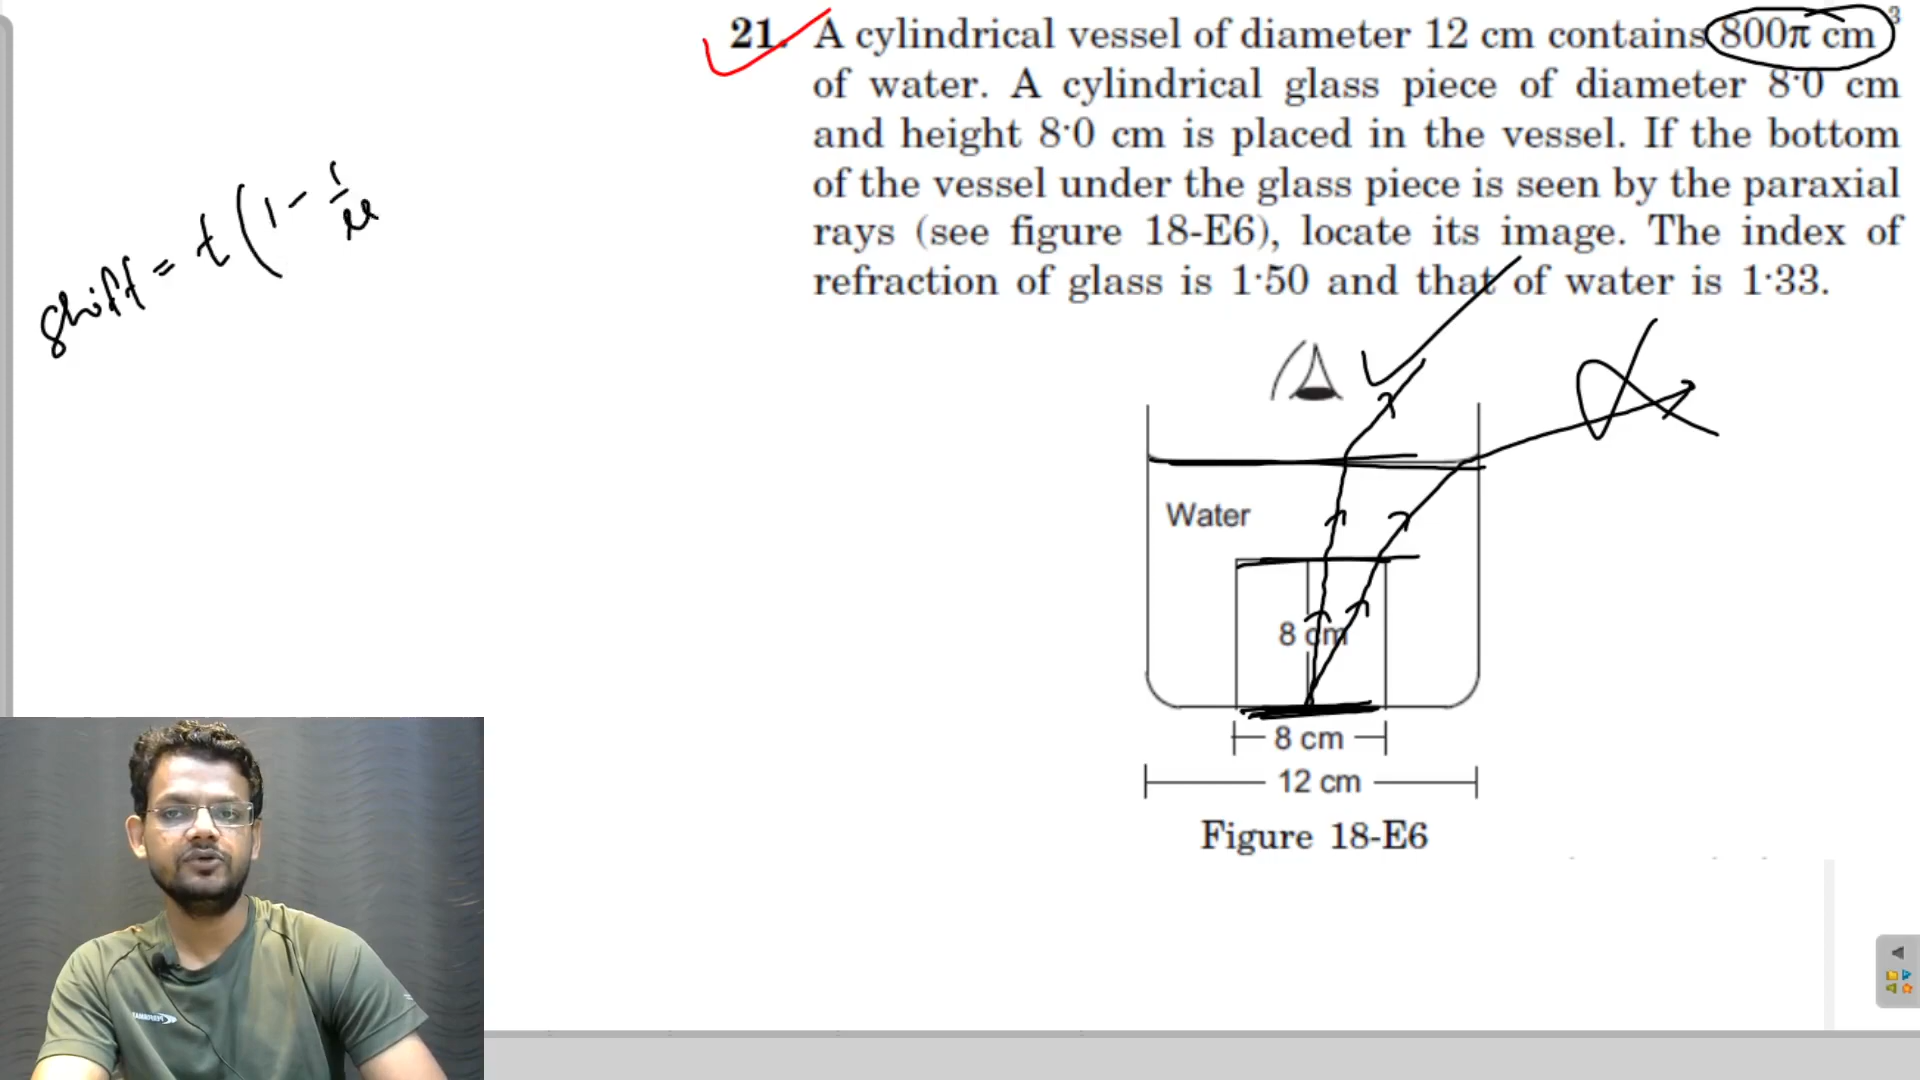 21. A cylindrical vessel of diameter 12 cm contains 800π cm³
of water. A cylindrical glass piece of diameter 8·0 cm
and height 8·0 cm is placed in the vessel. If the bottom
of the vessel under the glass piece is seen by the paraxial
rays (see figure 18-E6), locate its image. The index of
refraction of glass is 1·50 and that of water is 1·33.
shift = t(1 - 1/μ
Water
8 cm
8 cm
12 cm
Figure 18-E6